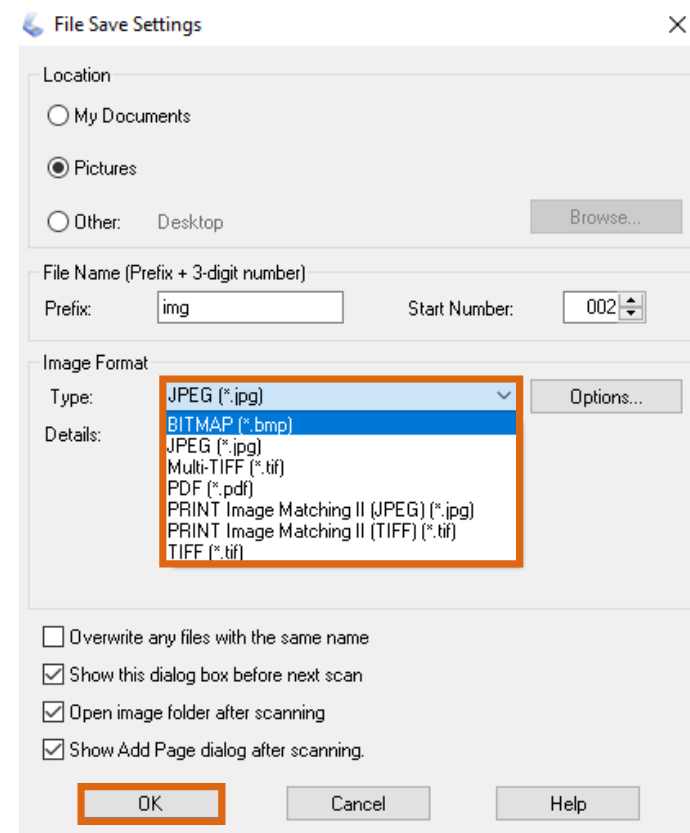 File Save Settings
Location
My Documents
Pictures
Other: Desktop Browse...
File Name (Prefix + 3-digit number)
Prefix: img Start Number: 002
Image Format
Type: JPEG (*.jpg) Options...
Details:
BITMAP (*.bmp)
JPEG (*.jpg)
Multi-TIFF (*.tif)
PDF (*.pdf)
PRINT Image Matching II (JPEG) (*.jpg)
PRINT Image Matching II (TIFF) (*.tif)
TIFF (*.tif)
Overwrite any files with the same name
Show this dialog box before next scan
Open image folder after scanning
Show Add Page dialog after scanning.
OK Cancel Help